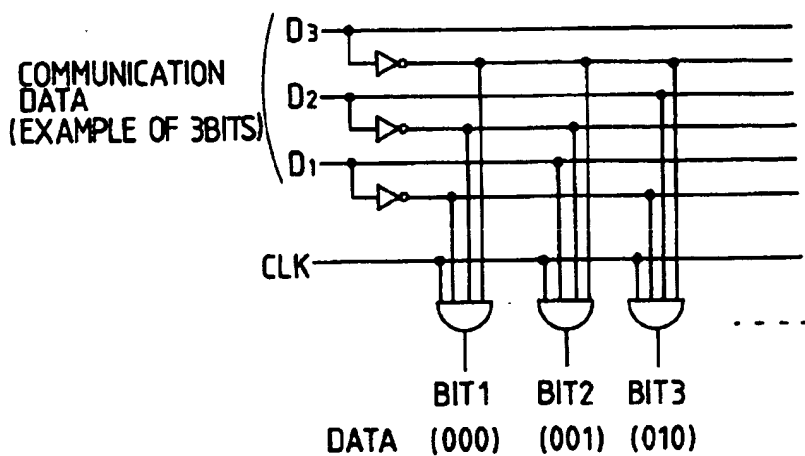 D3
COMMUNICATION
DATA
(EXAMPLE OF 3BITS)
D2
D1
CLK
BIT1 BIT2 BIT3
DATA (000) (001) (010)